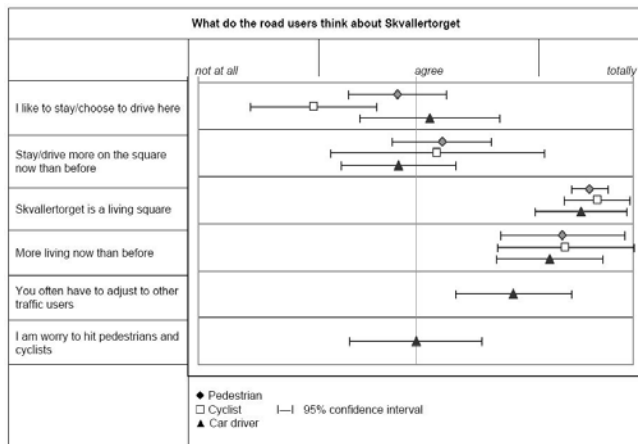 What do the road users think about Skvallertorget
not at all agree totally
I like to stay/choose to drive here
Stay/drive more on the square
now than before
Skvallertorget is a living square
More living now than before
You often have to adjust to other
traffic users
I am worry to hit pedestrians and
cyclists
Pedestrian
Cyclist 95% confidence interval
Car driver